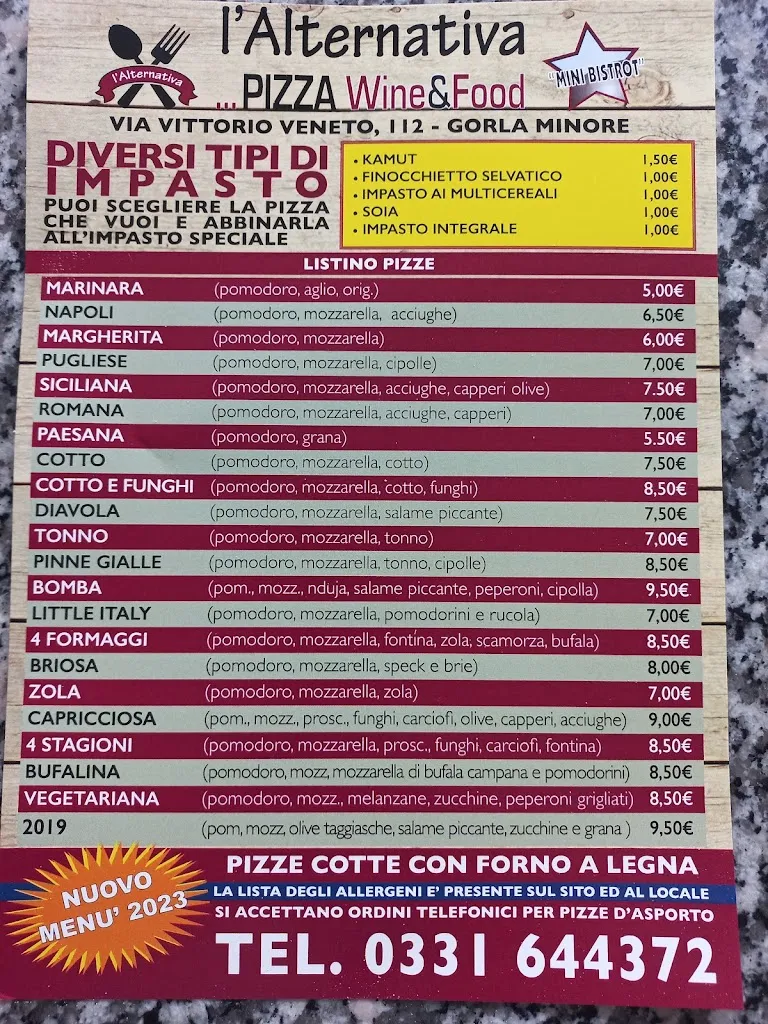 l'Alternativa
l'Alternativa
"MINI BISTROT"
...PIZZA Wine&Food
VIA VITTORIO VENETO, 112 - GORLA MINORE
DIVERSI TIPI DI
IMPASTO
PUOI SCEGLIERE LA PIZZA
CHE VUOI E ABBINARLA
ALL'IMPASTO SPECIALE
• KAMUT 1,50€
• FINOCCHIETTO SELVATICO 1,00€
• IMPASTO AI MULTICEREALI 1,00€
• SOIA 1,00€
• IMPASTO INTEGRALE 1,00€
LISTINO PIZZE
MARINARA (pomodoro, aglio, orig.) 5,00€
NAPOLI (pomodoro, mozzarella, acciughe) 6,50€
MARGHERITA (pomodoro, mozzarella) 6,00€
PUGLIESE (pomodoro, mozzarella, cipolle) 7,00€
SICILIANA (pomodoro, mozzarella, acciughe, capperi olive) 7.50€
ROMANA (pomodoro, mozzarella, acciughe, capperi) 7,00€
PAESANA (pomodoro, grana) 5.50€
COTTO (pomodoro, mozzarella, cotto) 7,50€
COTTO E FUNGHI (pomodoro, mozzarella, cotto, funghi) 8,50€
DIAVOLA (pomodoro, mozzarella, salame piccante) 7,50€
TONNO (pomodoro, mozzarella, tonno) 7,00€
PINNE GIALLE (pomodoro, mozzarella, tonno, cipolle) 8,50€
BOMBA (pom., mozz., nduja, salame piccante, peperoni, cipolla) 9,50€
LITTLE ITALY (pomodoro, mozzarella, pomodorini e rucola) 7,00€
4 FORMAGGI (pomodoro, mozzarella, fontina, zola, scamorza, bufala) 8,50€
BRIOSA (pomodoro, mozzarella, speck e brie) 8,00€
ZOLA (pomodoro, mozzarella, zola) 7,00€
CAPRICCIOSA (pom., mozz., prosc., funghi, carciofi, olive, capperi, acciughe) 9,00€
4 STAGIONI (pomodoro, mozzarella, prosc., funghi, carciofi, fontina) 8,50€
BUFALINA (pomodoro, mozz, mozzarella di bufala campana e pomodorini) 8,50€
VEGETARIANA (pomodoro, mozz., melanzane, zucchine, peperoni grigliati) 8,50€
2019 (pom, mozz, olive taggiasche, salame piccante, zucchine e grana ) 9,50€
NUOVO
MENU' 2023
PIZZE COTTE CON FORNO A LEGNA
LA LISTA DEGLI ALLERGENI E' PRESENTE SUL SITO ED AL LOCALE
SI ACCETTANO ORDINI TELEFONICI PER PIZZE D'ASPORTO
TEL. 0331 644372